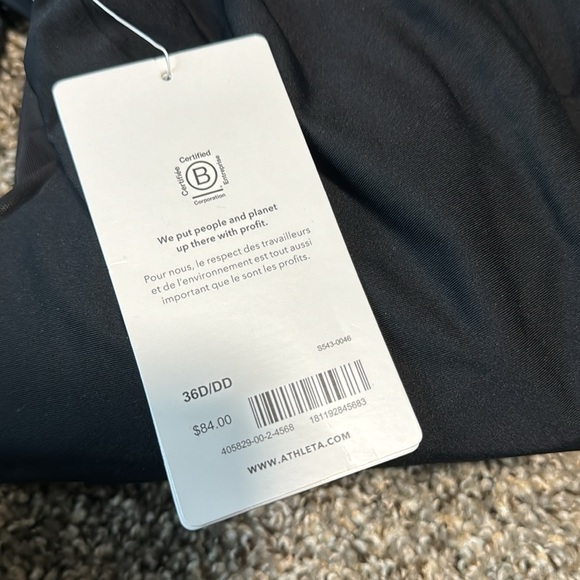 Certified
Certifiée
B
Entreprise
Corporation
We put people and planet
up there with profit.
Pour nous, le respect des travailleurs
et de l'environnement est tout aussi
important que le sont les profits.
S543-0046
36D/DD
$84.00
405829-00-2-4568 181192845683
WWW.ATHLETA.COM